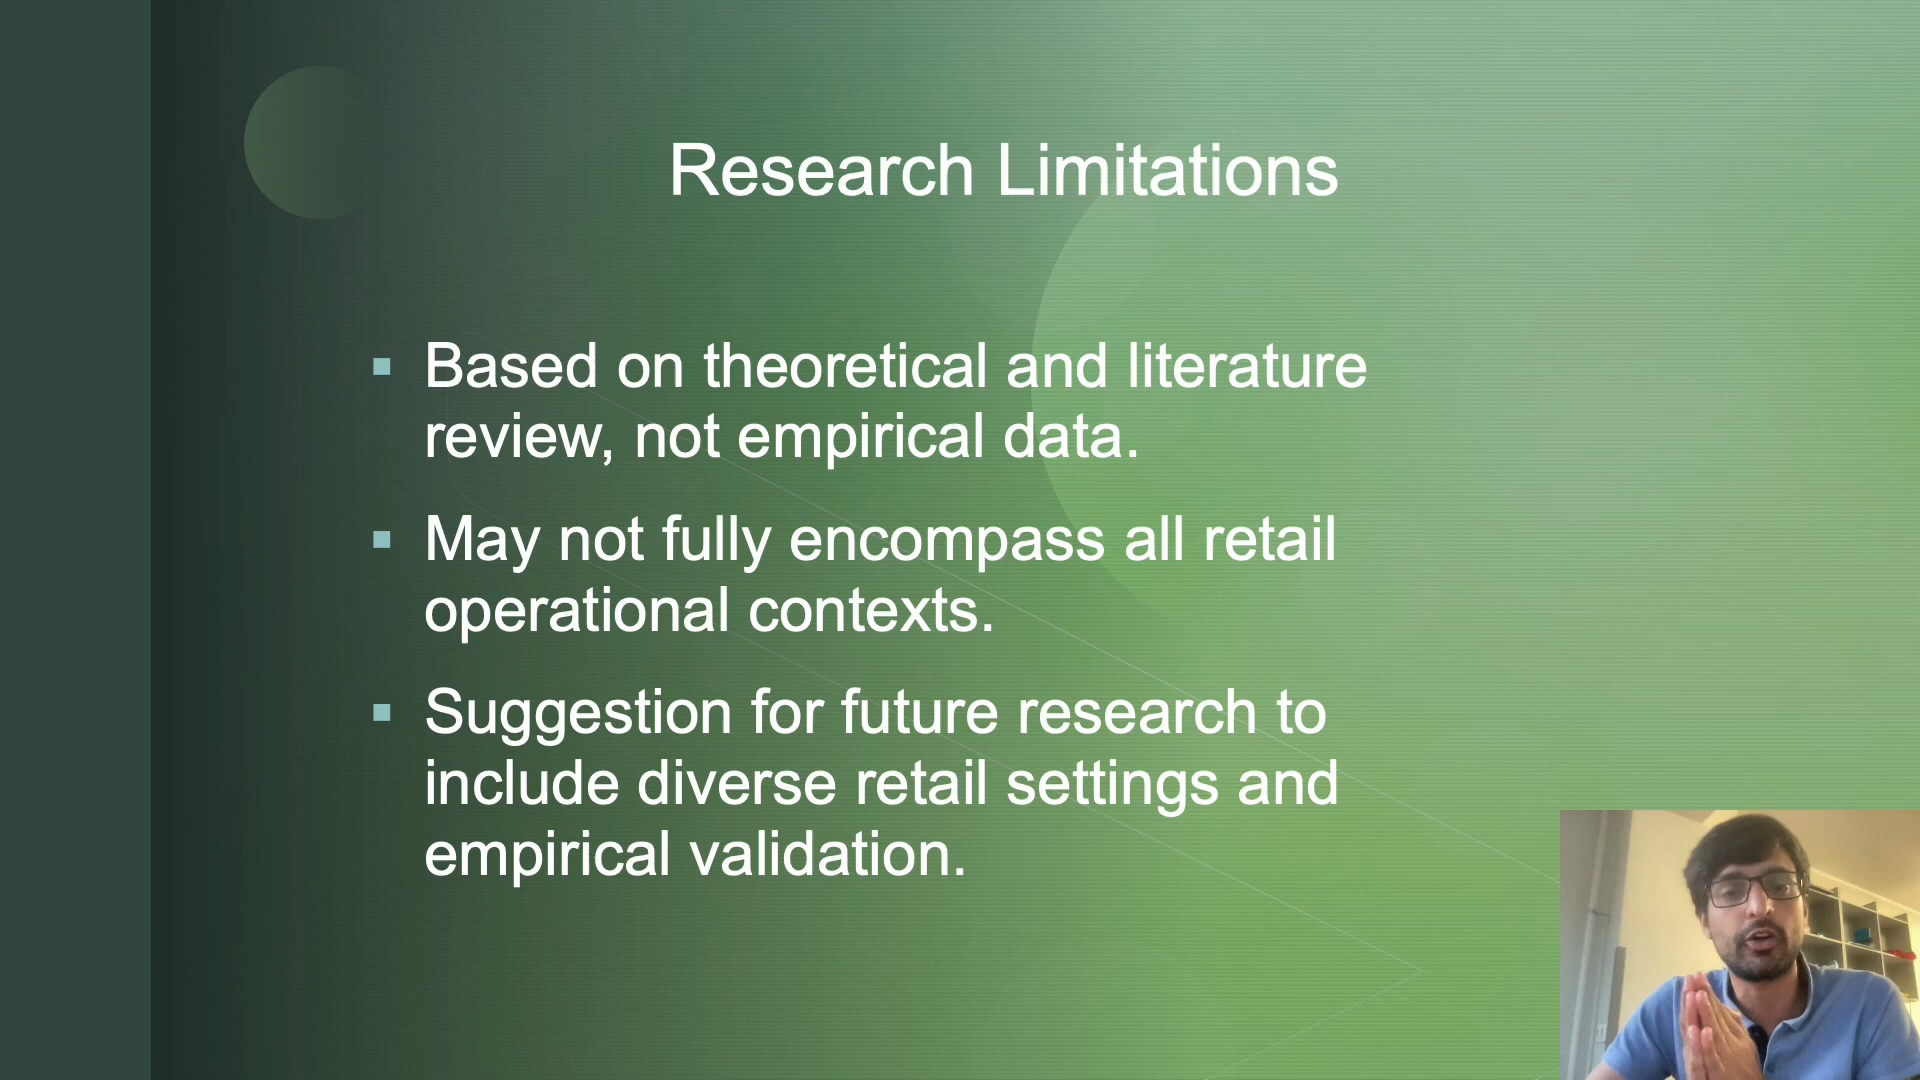 Research Limitations
Based on theoretical and literature
review, not empirical data.
May not fully encompass all retail
operational contexts.
Suggestion for future research to
include diverse retail settings and
empirical validation.